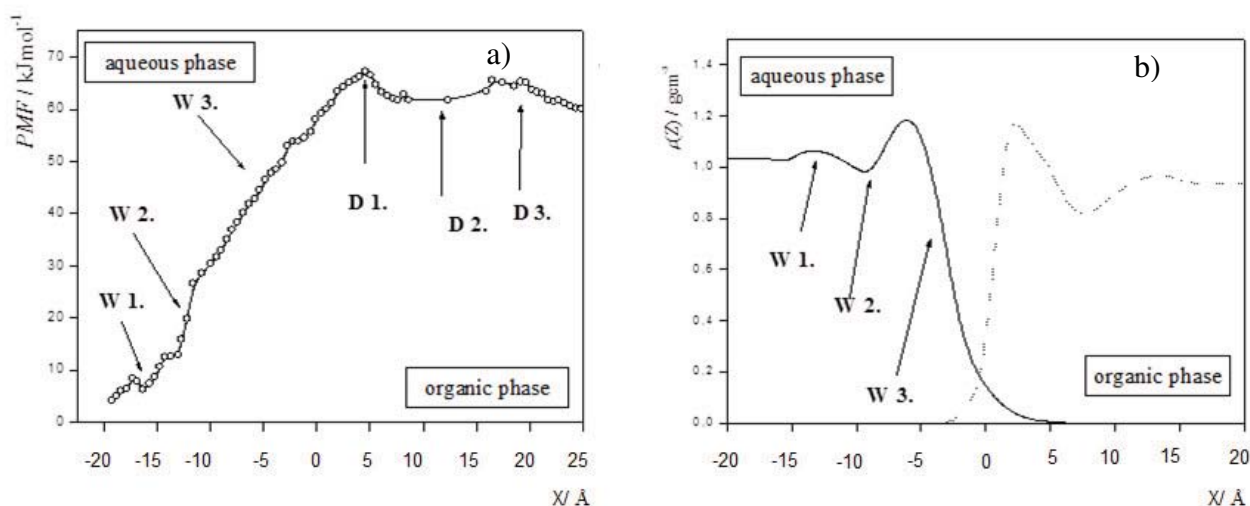 a)
aqueous phase
W 3.
W 2.
W 1.
D 1.
D 2.
D 3.
organic phase
PMF / kJmol⁻¹
70
60
50
40
30
20
10
0
-20 -15 -10 -5 0 5 10 15 20 25
X/ Å
b)
aqueous phase
W 1.
W 2.
W 3.
organic phase
(Z) / gcm⁻³
1.4
1.2
1.0
0.8
0.6
0.4
0.2
0.0
-20 -15 -10 -5 0 5 10 15 20
X/ Å